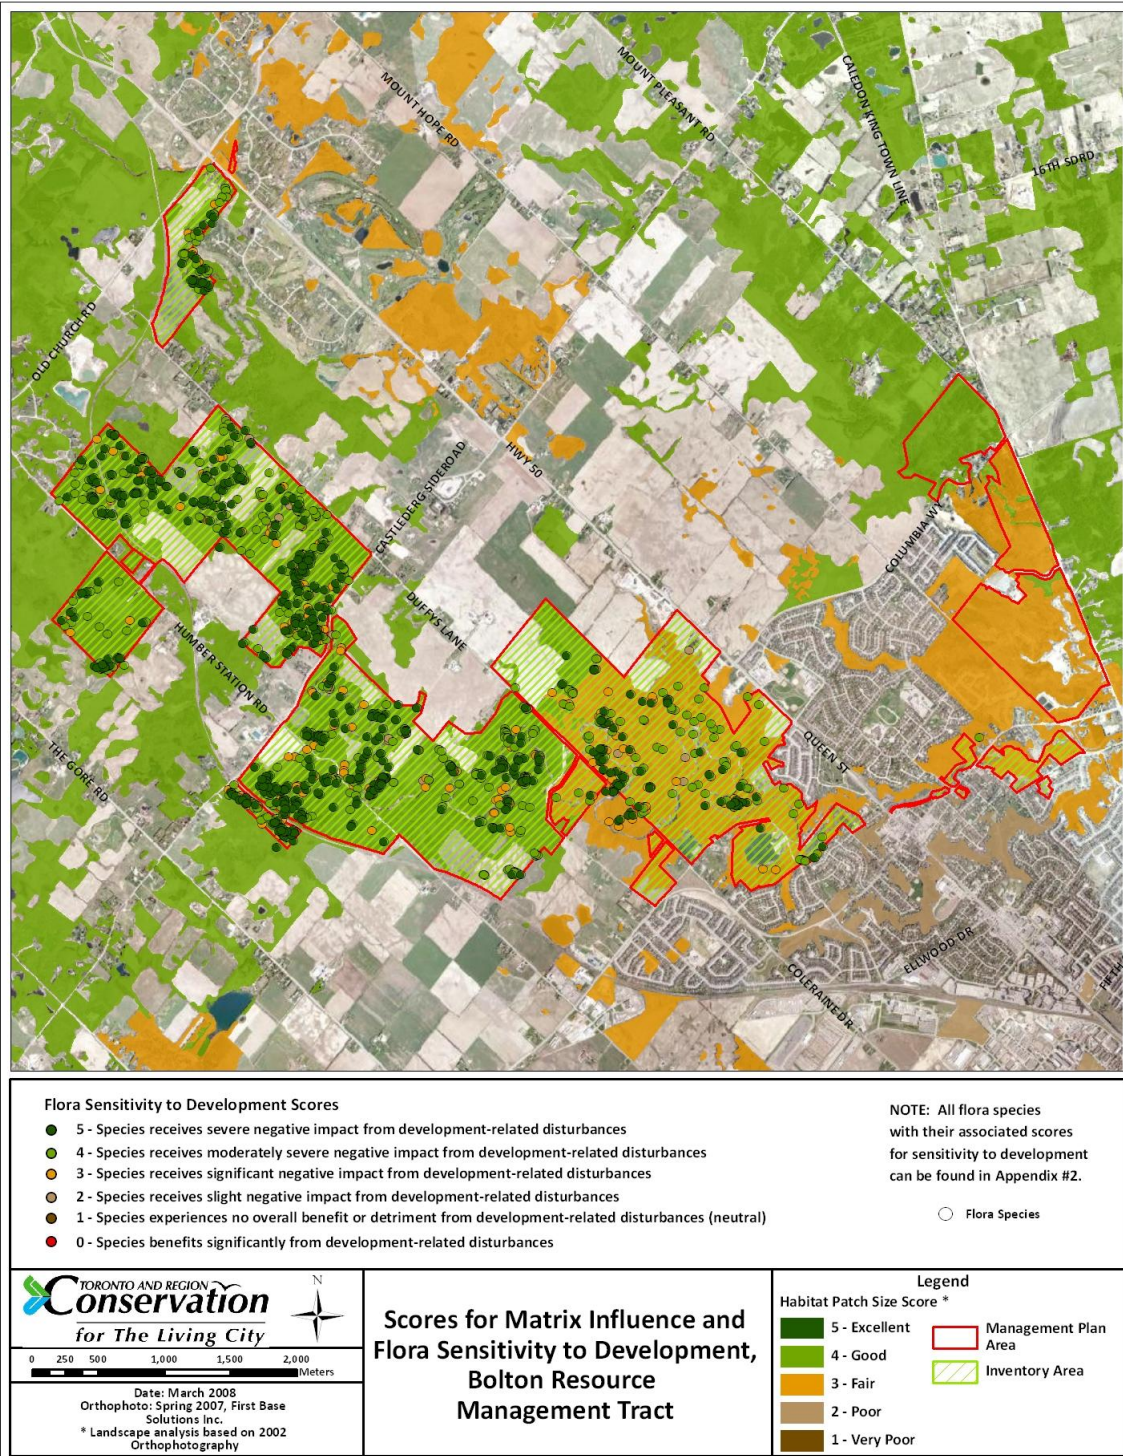 MOUNT HOPE RD
MOUNT PLEASANT RD
CALEDON KING TOWN LINE
16TH SDRD
OLD CHURCH RD
CASTLEDERG SIDEROAD
HWY 50
COLUMBIA WY
DUFFYS LANE
HUMBER STATION RD
THE GORE RD
QUEEN ST
COLERAINE DR
ELLWOOD DR
FIFTH
Flora Sensitivity to Development Scores
5 - Species receives severe negative impact from development-related disturbances
4 - Species receives moderately severe negative impact from development-related disturbances
3 - Species receives significant negative impact from development-related disturbances
2 - Species receives slight negative impact from development-related disturbances
1 - Species experiences no overall benefit or detriment from development-related disturbances (neutral)
0 - Species benefits significantly from development-related disturbances
NOTE: All flora species
with their associated scores
for sensitivity to development
can be found in Appendix #2.
Flora Species
TORONTO AND REGION
Conservation
for The Living City
N
0 250 500 1,000 1,500 2,000
Meters
Date: March 2008
Orthophoto: Spring 2007, First Base
Solutions Inc.
* Landscape analysis based on 2002
Orthophotography
Scores for Matrix Influence and
Flora Sensitivity to Development,
Bolton Resource
Management Tract
Legend
Habitat Patch Size Score *
5 - Excellent
4 - Good
3 - Fair
2 - Poor
1 - Very Poor
Management Plan
Area
Inventory Area